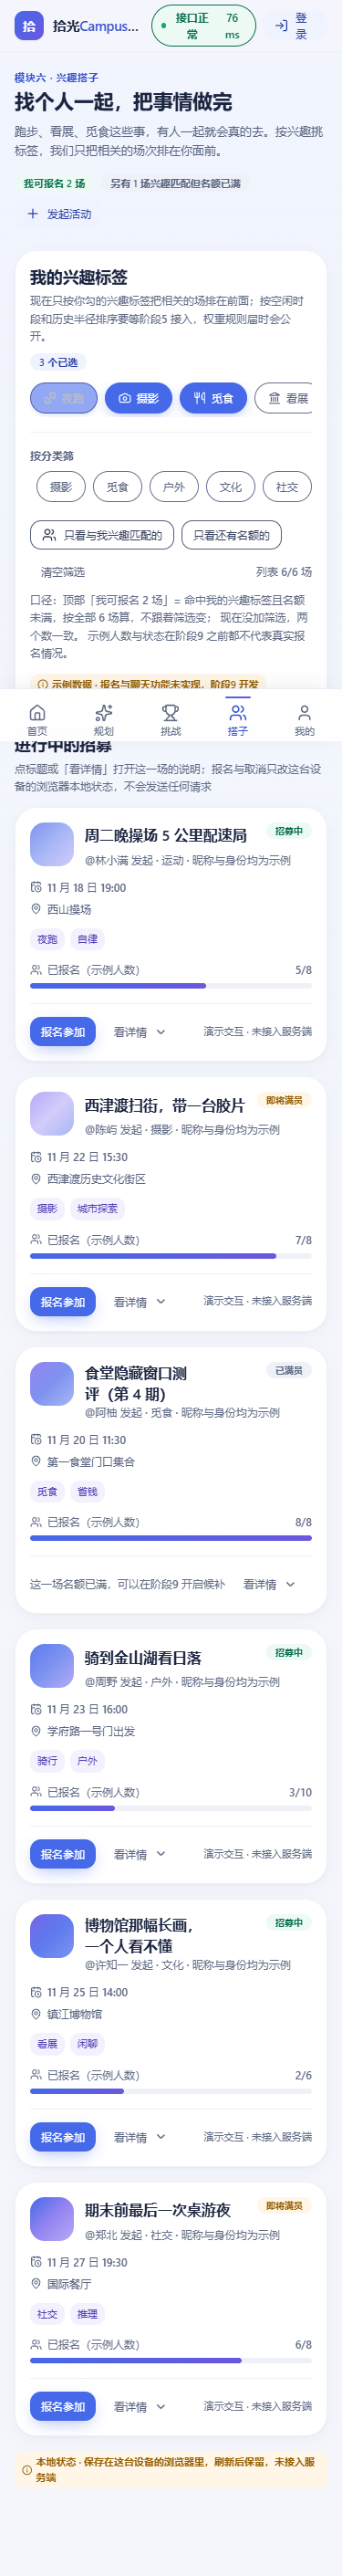 拾
拾光Campus...
接口正常
76 ms
登录
模块六 · 兴趣搭子
找个人一起，把事情做完
跑步、看展、觅食这些事，有人一起就会真的去。按兴趣挑
标签，我们只把相关的场次排在你面前。
我可报名 2 场
另有 1 场兴趣匹配但名额已满
发起活动
我的兴趣标签
现在只按你勾的兴趣标签把相关的场排在前面；按空闲时
段和历史半径排序要等阶段5 接入，权重规则届时会公
开。
3 个已选
夜跑
摄影
觅食
看展
按分类筛
摄影
觅食
户外
文化
社交
只看与我兴趣匹配的
只看还有名额的
清空筛选
列表 6/6 场
口径：顶部「我可报名 2 场」= 命中我的兴趣标签且名额
未满，按全部 6 场算，不跟着筛选变； 现在没加筛选，两
个数一致。 示例人数与状态在阶段9 之前都不代表真实报
名情况。
示例数据 · 报名与聊天功能未实现，阶段9 开发
首页
规划
挑战
搭子
我的
进行中的招募
点标题或「看详情」打开这一场的说明；报名与取消只改这台设
备的浏览器本地状态，不会发送任何请求
周二晚操场 5 公里配速局
招募中
@林小满 发起 · 运动 · 昵称与身份均为示例
11 月 18 日 19:00
西山操场
夜跑
自律
已报名（示例人数）
5/8
报名参加
看详情
演示交互 · 未接入服务端
西津渡扫街，带一台胶片
即将满员
@陈屿 发起 · 摄影 · 昵称与身份均为示例
11 月 22 日 15:30
西津渡历史文化街区
摄影
城市探索
已报名（示例人数）
7/8
报名参加
看详情
演示交互 · 未接入服务端
食堂隐藏窗口测
评（第 4 期）
已满员
@阿柚 发起 · 觅食 · 昵称与身份均为示例
11 月 20 日 11:30
第一食堂门口集合
觅食
省钱
已报名（示例人数）
8/8
这一场名额已满，可以在阶段9 开启候补
看详情
骑到金山湖看日落
招募中
@周野 发起 · 户外 · 昵称与身份均为示例
11 月 23 日 16:00
学府路一号门出发
骑行
户外
已报名（示例人数）
3/10
报名参加
看详情
演示交互 · 未接入服务端
博物馆那幅长画，
一个人看不懂
招募中
@许知一 发起 · 文化 · 昵称与身份均为示例
11 月 25 日 14:00
镇江博物馆
看展
闲聊
已报名（示例人数）
2/6
报名参加
看详情
演示交互 · 未接入服务端
期末前最后一次桌游夜
即将满员
@郑北 发起 · 社交 · 昵称与身份均为示例
11 月 27 日 19:30
国际餐厅
社交
推理
已报名（示例人数）
6/8
报名参加
看详情
演示交互 · 未接入服务端
本地状态 · 保存在这台设备的浏览器里，刷新后保留，未接入服
务端